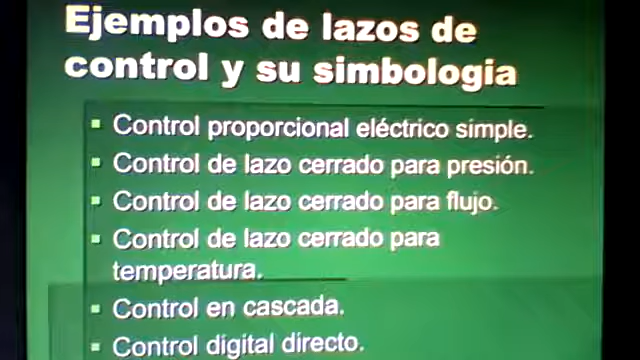 Ejemplos de lazos de
control y su simbologia
Control proporcional eléctrico simple.
Control de lazo cerrado para presión.
Control de lazo cerrado para flujo.
Control de lazo cerrado para
temperatura.
Control en cascada.
Control digital directo.